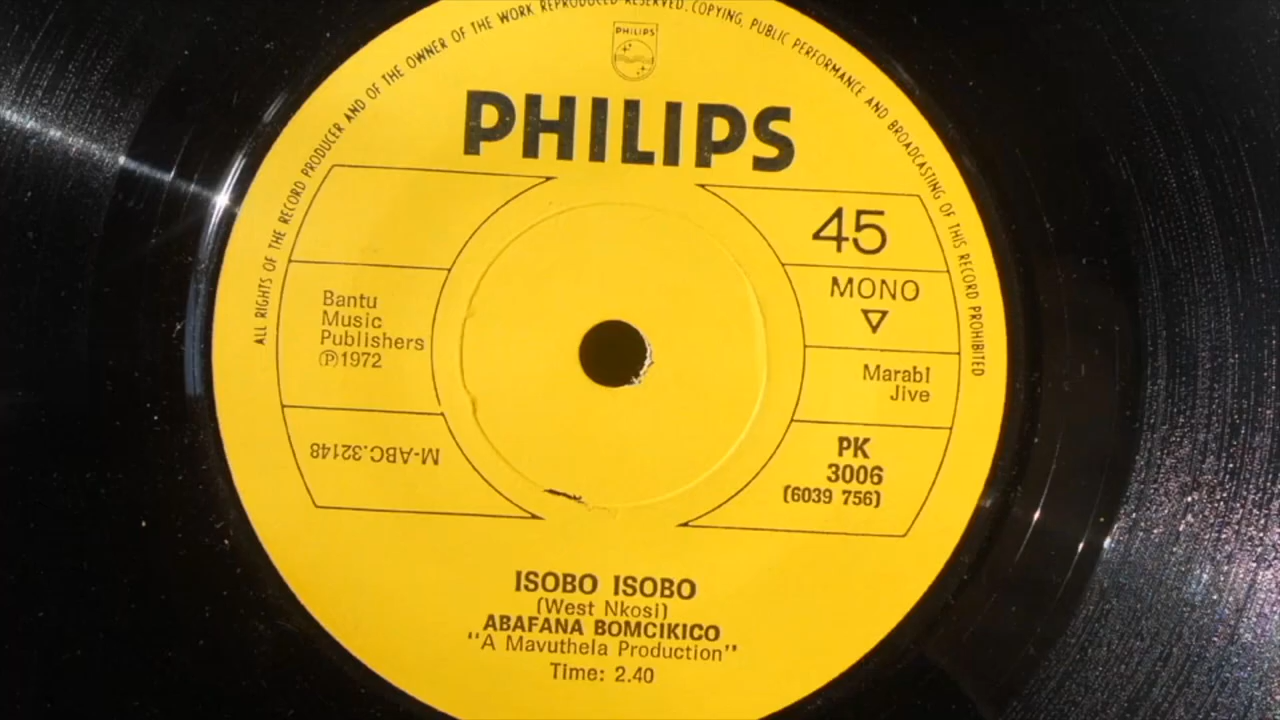 ALL RIGHTS OF THE RECORD PRODUCER AND OF THE OWNER OF THE WORK REPRODUCED RESERVED. COPYING, PUBLIC PERFORMANCE AND BROADCASTING OF THIS RECORD PROHIBITED
PHILIPS
PHILIPS
45
MONO
Bantu
Music
Publishers
℗1972
Marabi
Jive
M-ABC.32148
PK
3006
(6039 756)
ISOBO ISOBO
(West Nkosi)
ABAFANA BOMCIKICO
"A Mavuthela Production"
Time: 2.40